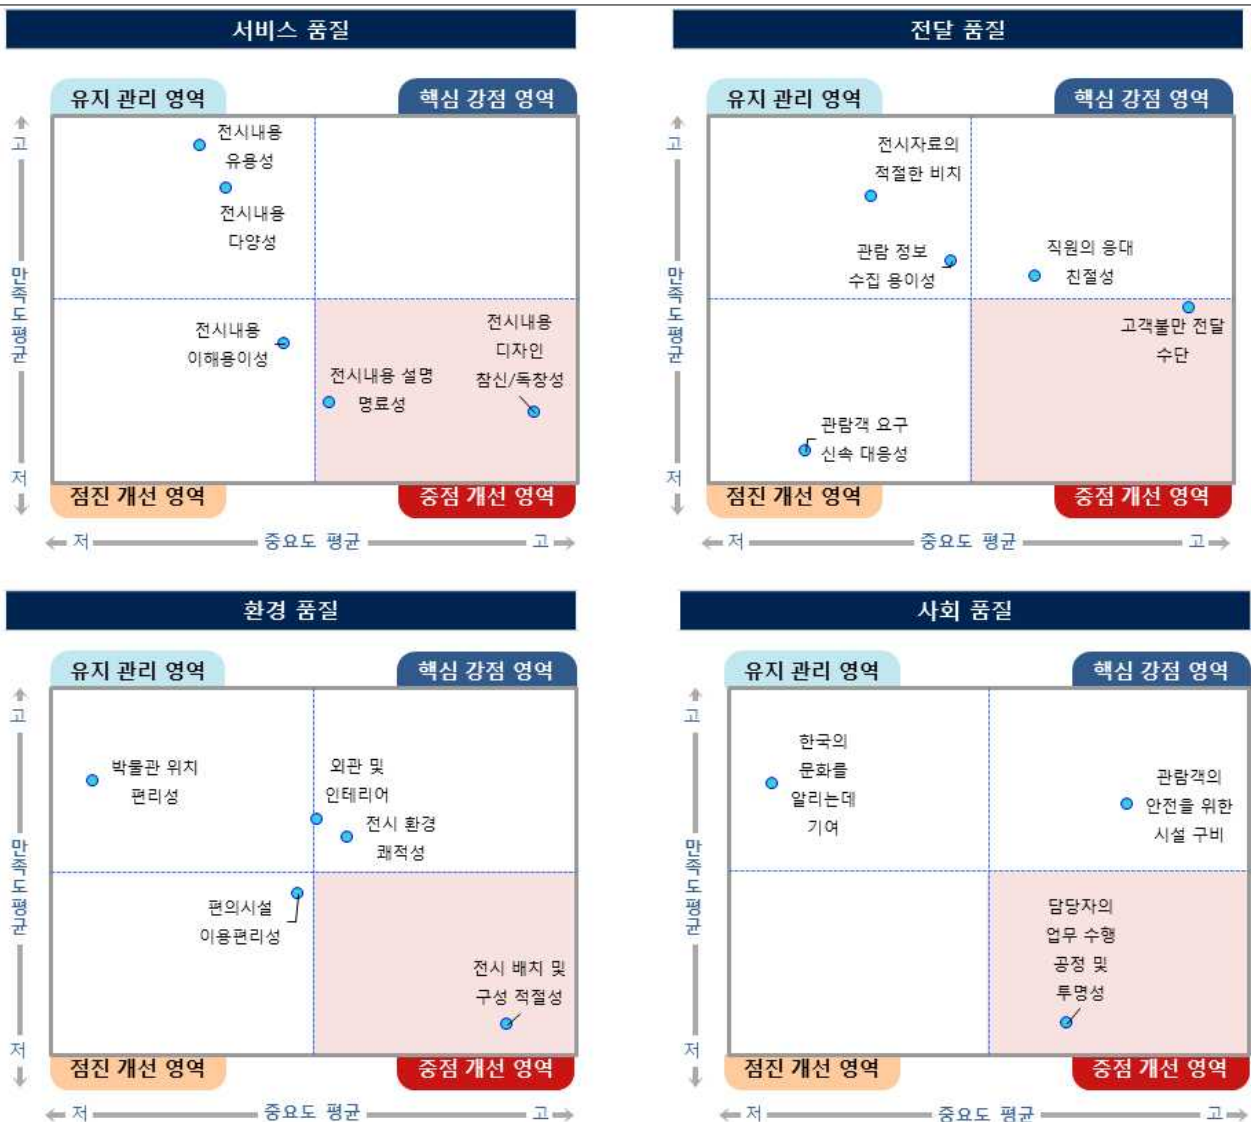 서비스 품질
유지 관리 영역
핵심 강점 영역
고
만족도 평균
저
전시내용
유용성
전시내용
다양성
전시내용
이해용이성
전시내용 설명
명료성
전시내용
디자인
참신/독창성
점진 개선 영역
중점 개선 영역
저
중요도 평균
고
전달 품질
유지 관리 영역
핵심 강점 영역
고
만족도 평균
저
전시자료의
적절한 비치
관람 정보
수집 용이성
직원의 응대
친절성
고객불만 전달
수단
관람객 요구
신속 대응성
점진 개선 영역
중점 개선 영역
저
중요도 평균
고
환경 품질
유지 관리 영역
핵심 강점 영역
고
만족도 평균
저
박물관 위치
편리성
외관 및
인테리어
전시 환경
쾌적성
편의시설
이용편리성
전시 배치 및
구성 적절성
점진 개선 영역
중점 개선 영역
저
중요도 평균
고
사회 품질
유지 관리 영역
핵심 강점 영역
고
만족도 평균
저
한국의
문화를
알리는데
기여
관람객의
안전을 위한
시설 구비
담당자의
업무 수행
공정 및
투명성
점진 개선 영역
중점 개선 영역
저
중요도 평균
고